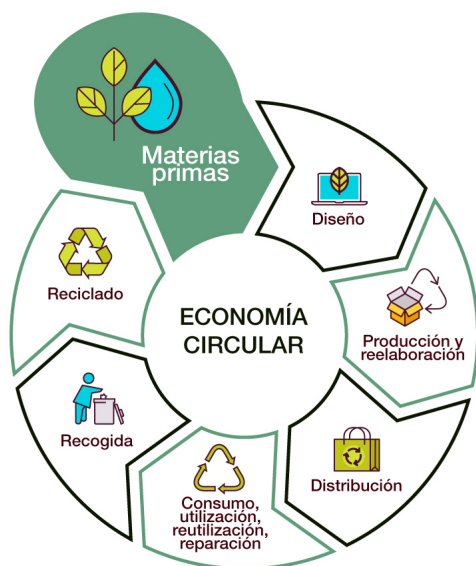 Materias
primas
Diseño
Producción y
reelaboración
Distribución
Consumo,
utilización,
reutilización,
reparación
Recogida
Reciclado
ECONOMÍA
CIRCULAR